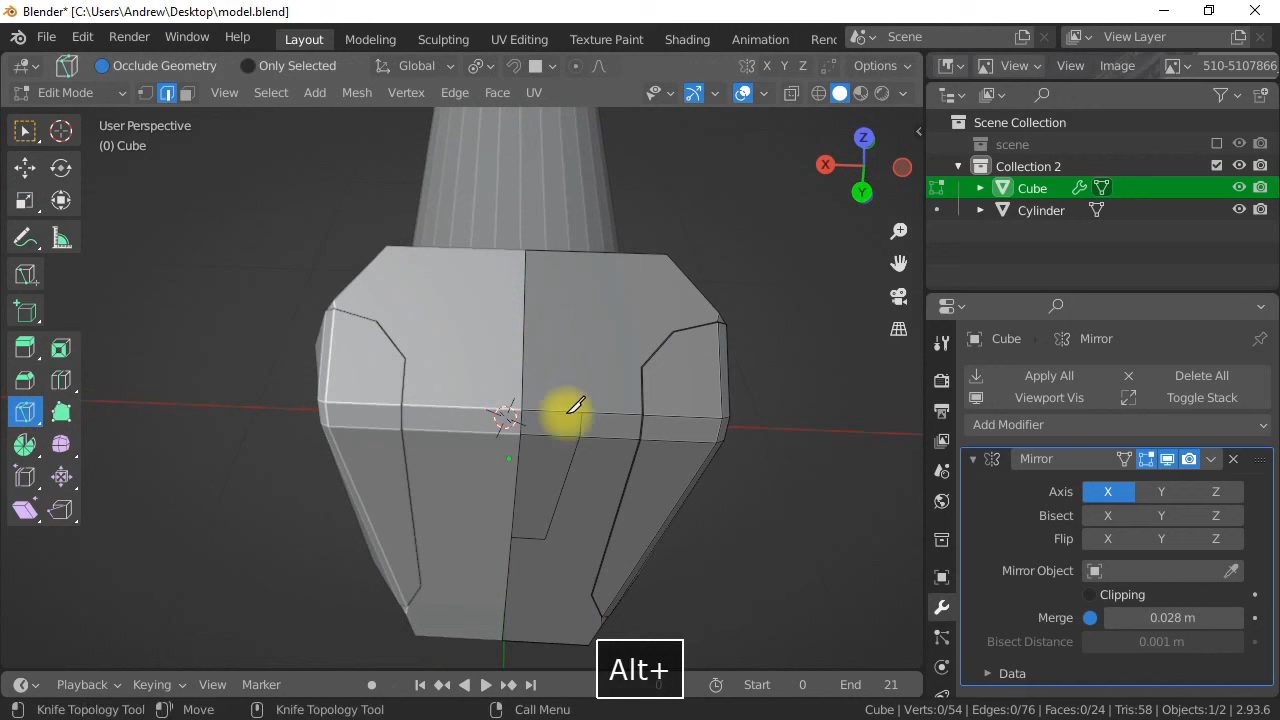 Blender* [C:\Users\Andrew\Desktop\model.blend]
File Edit Render Window Help Layout Modeling Sculpting UV Editing Texture Paint Shading Animation Ren Scene View Layer
Occlude Geometry Only Selected Global X Y Z Options View View Image 510-5107866
Edit Mode View Select Add Mesh Vertex Edge Face UV
User Perspective
(0) Cube
Z
X
Y
Scene Collection
scene
Collection 2
Cube
Cylinder
Cube Mirror
Apply All Delete All
Viewport Vis Toggle Stack
Add Modifier
Mirror
Axis X Y Z
Bisect X Y Z
Flip X Y Z
Mirror Object
Clipping
Merge 0.028 m
Bisect Distance 0.001 m
Data
Alt+
Playback Keying View Marker 0 Start 0 End 21
Knife Topology Tool Move Knife Topology Tool Call Menu Cube | Verts:0/54 | Edges:0/76 | Faces:0/24 | Tris:58 | Objects:1/2 | 2.93.6